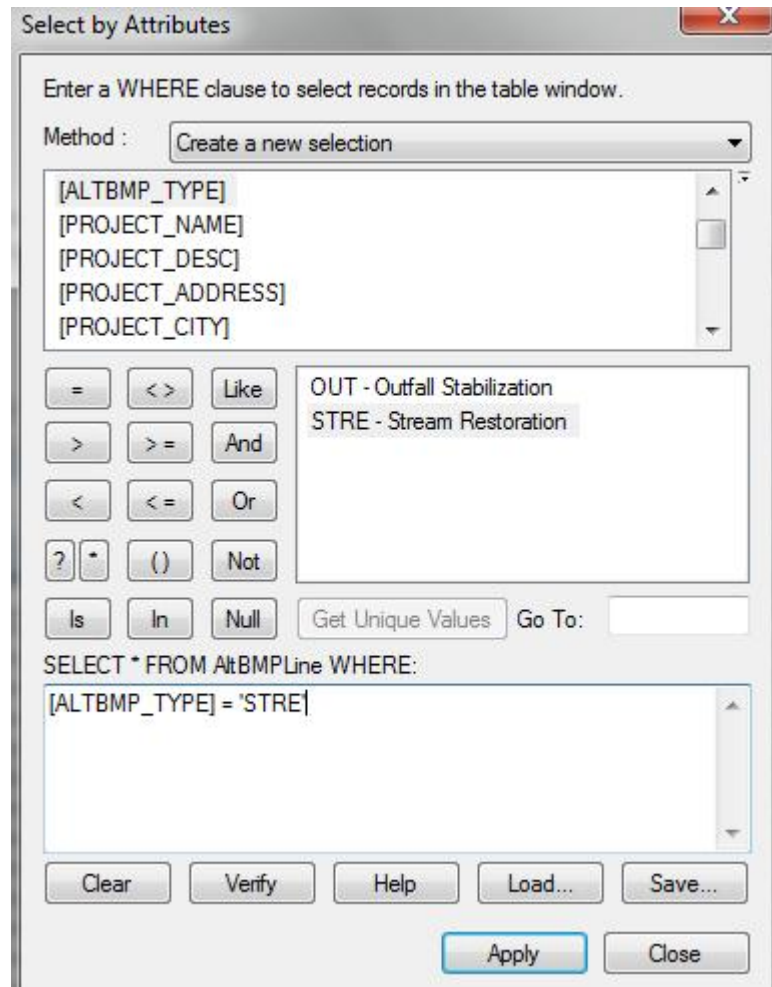 Select by Attributes
Enter a WHERE clause to select records in the table window.
Method : Create a new selection
[ALTBMP_TYPE]
[PROJECT_NAME]
[PROJECT_DESC]
[PROJECT_ADDRESS]
[PROJECT_CITY]
= < > Like
> > = And
< < = Or
? * ( ) Not
Is In Null
OUT - Outfall Stabilization
STRE - Stream Restoration
Get Unique Values Go To:
SELECT * FROM AltBMPLine WHERE:
[ALTBMP_TYPE] = 'STRE'
Clear Verify Help Load... Save...
Apply Close